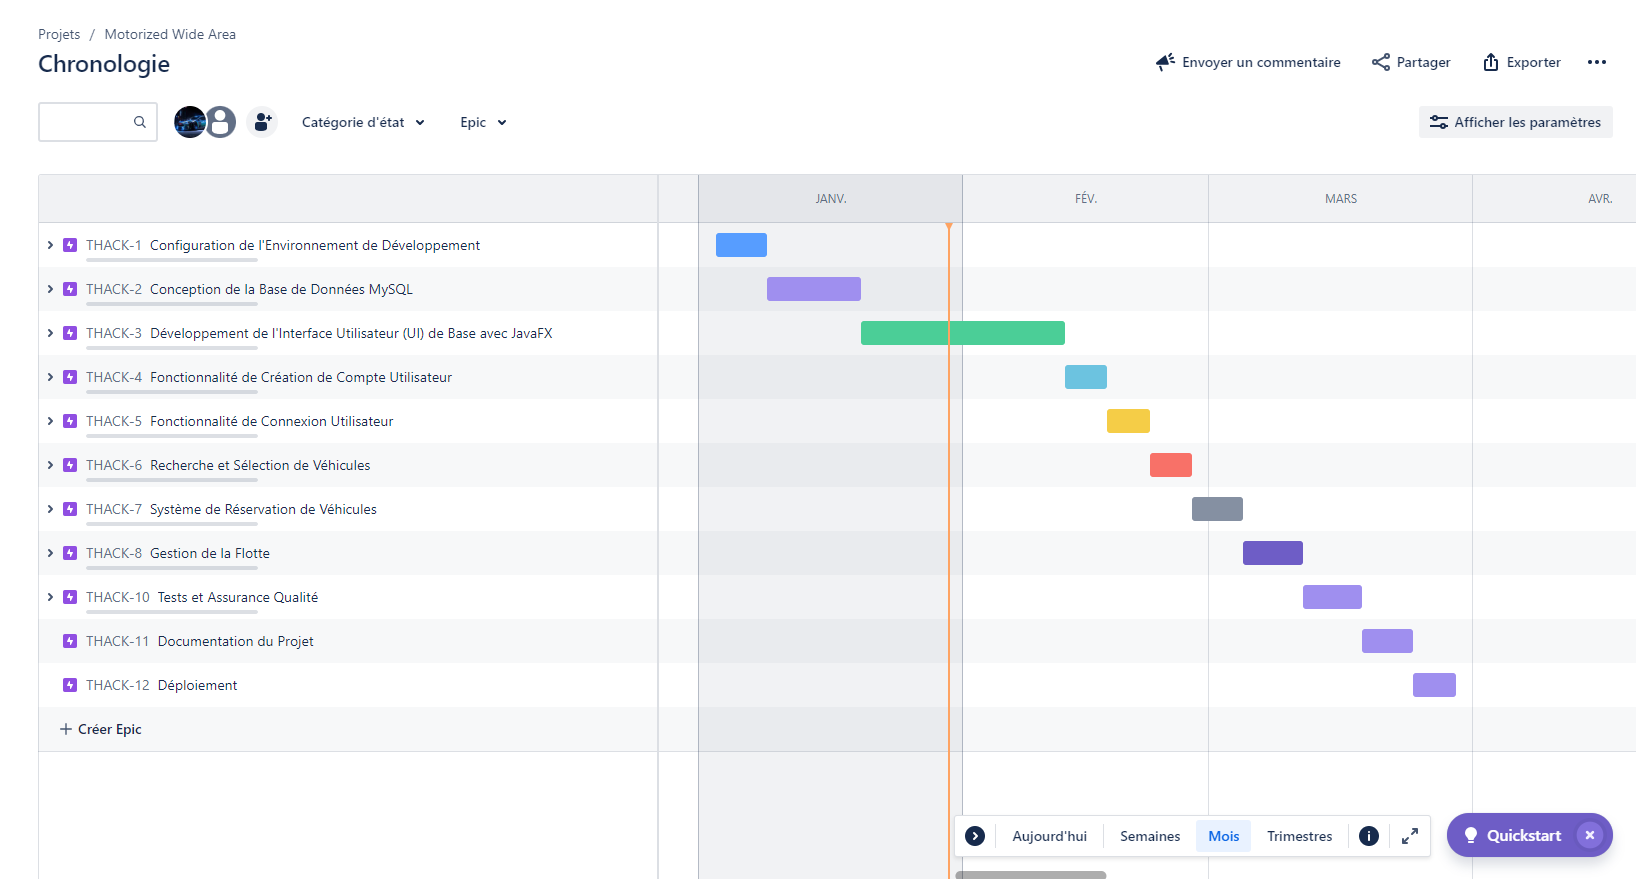 Projets / Motorized Wide Area
Chronologie
Envoyer un commentaire
Partager
Exporter
Catégorie d'état
Epic
Afficher les paramètres
JANV.
FÉV.
MARS
AVR.
THACK-1 Configuration de l'Environnement de Développement
THACK-2 Conception de la Base de Données MySQL
THACK-3 Développement de l'Interface Utilisateur (UI) de Base avec JavaFX
THACK-4 Fonctionnalité de Création de Compte Utilisateur
THACK-5 Fonctionnalité de Connexion Utilisateur
THACK-6 Recherche et Sélection de Véhicules
THACK-7 Système de Réservation de Véhicules
THACK-8 Gestion de la Flotte
THACK-10 Tests et Assurance Qualité
THACK-11 Documentation du Projet
THACK-12 Déploiement
+ Créer Epic
Aujourd'hui
Semaines
Mois
Trimestres
Quickstart